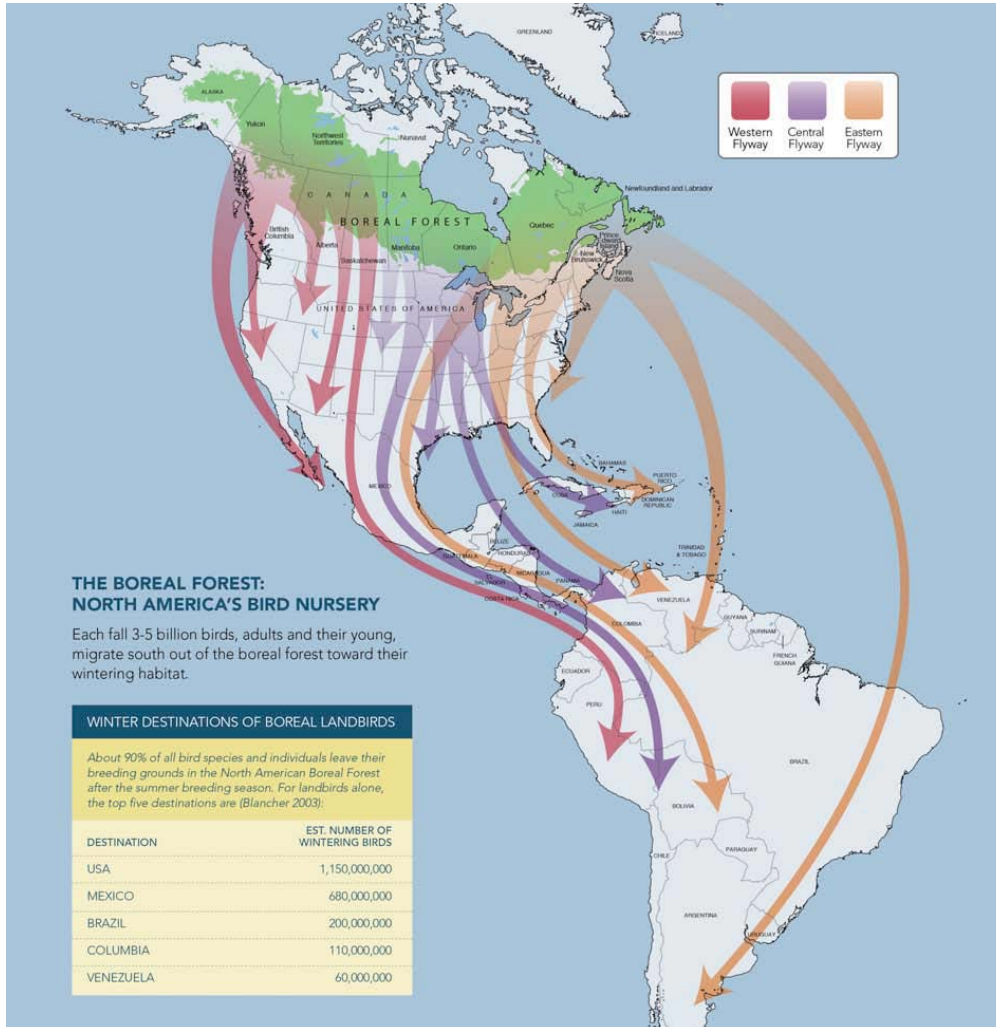 GREENLAND
ICELAND
ALASKA
Yukon
Northwest
Territories
Nunavut
Western
Flyway
Central
Flyway
Eastern
Flyway
CANADA
Newfoundland and Labrador
BOREAL FOREST
British
Columbia
Alberta
Saskatchewan
Manitoba
Ontario
Quebec
Prince
Edward
Island
New
Brunswick
Nova
Scotia
UNITED STATES OF AMERICA
MEXICO
BAHAMAS
CUBA
PUERTO
RICO
DOMINICAN
REPUBLIC
HAITI
JAMAICA
BELIZE
GUATEMALA
HONDURAS
EL
SALVADOR
NICARAGUA
COSTA RICA
PANAMA
TRINIDAD
& TOBAGO
VENEZUELA
GUYANA
SURINAM
FRENCH
GUIANA
COLOMBIA
ECUADOR
PERU
BRAZIL
BOLIVIA
PARAGUAY
CHILE
ARGENTINA
URUGUAY
THE BOREAL FOREST:
NORTH AMERICA'S BIRD NURSERY
Each fall 3-5 billion birds, adults and their young,
migrate south out of the boreal forest toward their
wintering habitat.
WINTER DESTINATIONS OF BOREAL LANDBIRDS
About 90% of all bird species and individuals leave their
breeding grounds in the North American Boreal Forest
after the summer breeding season. For landbirds alone,
the top five destinations are (Blancher 2003):
DESTINATION EST. NUMBER OF
WINTERING BIRDS
USA 1,150,000,000
MEXICO 680,000,000
BRAZIL 200,000,000
COLUMBIA 110,000,000
VENEZUELA 60,000,000